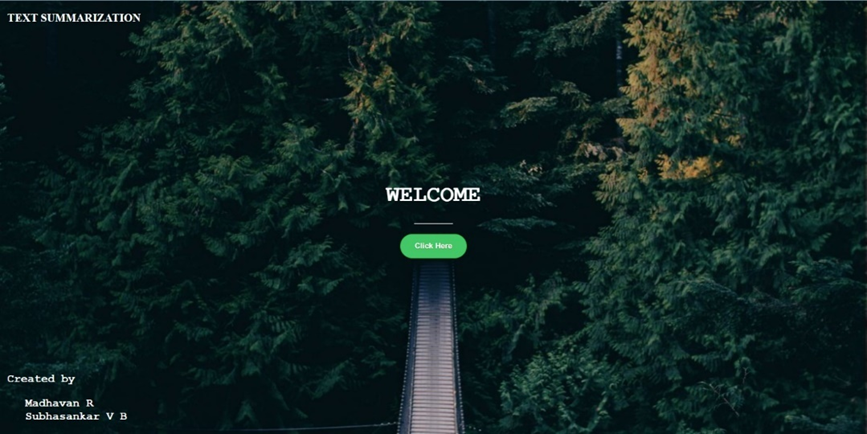 TEXT SUMMARIZATION
WELCOME
Click Here
Created by
Madhavan R
Subhasankar V B